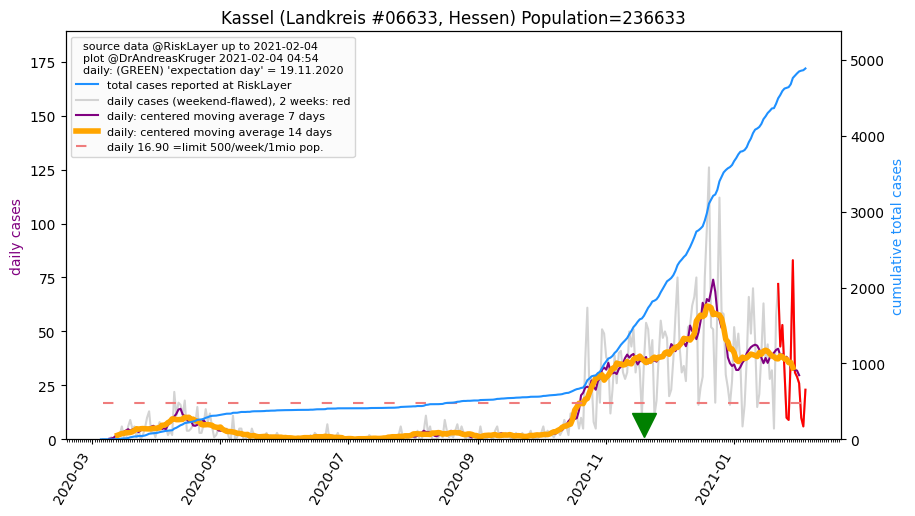 Kassel (Landkreis #06633, Hessen) Population=236633
source data @RiskLayer up to 2021-02-04
plot @DrAndreasKruger 2021-02-04 04:54
daily: (GREEN) 'expectation day' = 19.11.2020
total cases reported at RiskLayer
daily cases (weekend-flawed), 2 weeks: red
daily: centered moving average 7 days
daily: centered moving average 14 days
daily 16.90 =limit 500/week/1mio pop.
daily cases
175
150
125
100
75
50
25
0
5000
4000
3000
2000
1000
0
cumulative total cases
2020-03
2020-05
2020-07
2020-09
2020-11
2021-01